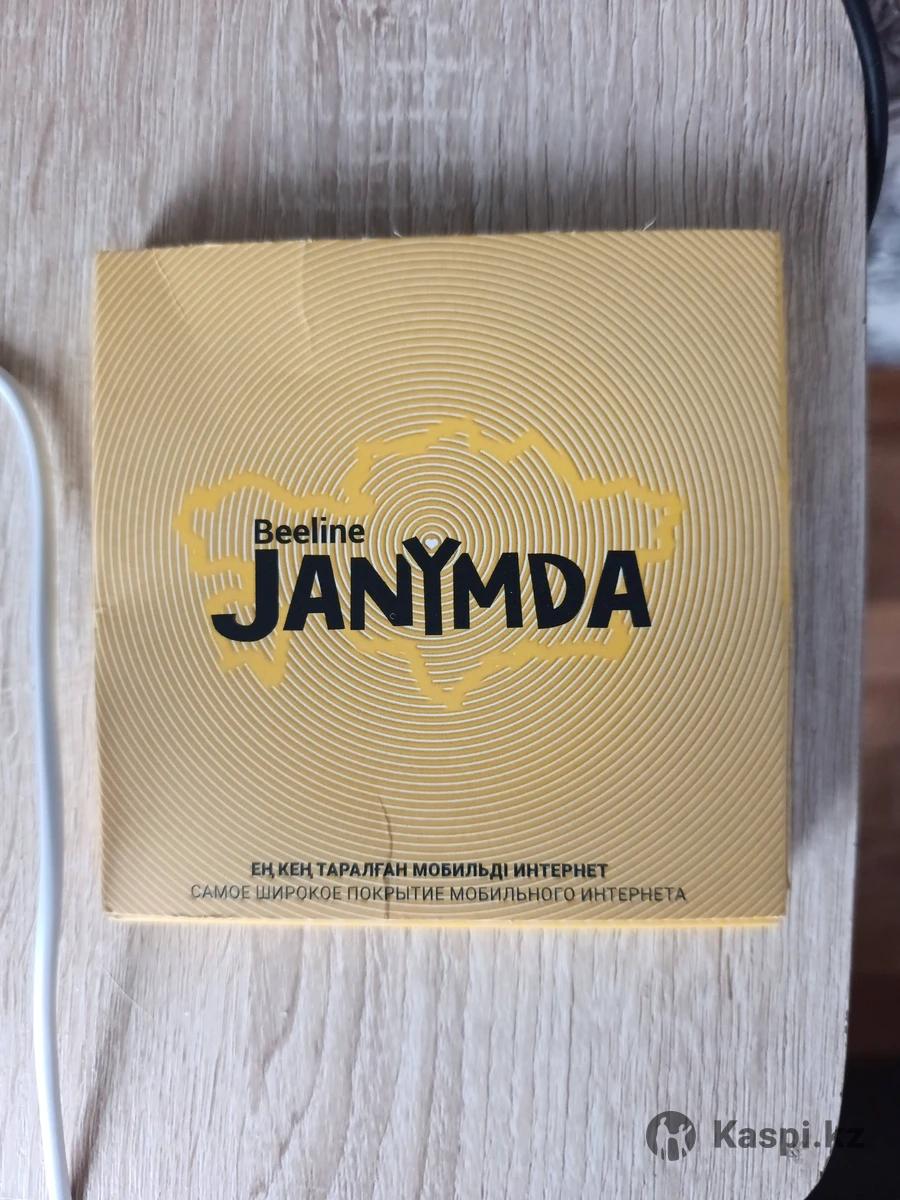 Beeline
JANYMDA
ЕҢ КЕҢ ТАРАЛҒАН МОБИЛЬДІ ИНТЕРНЕТ
САМОЕ ШИРОКОЕ ПОКРЫТИЕ МОБИЛЬНОГО ИНТЕРНЕТА
Kaspi.kz